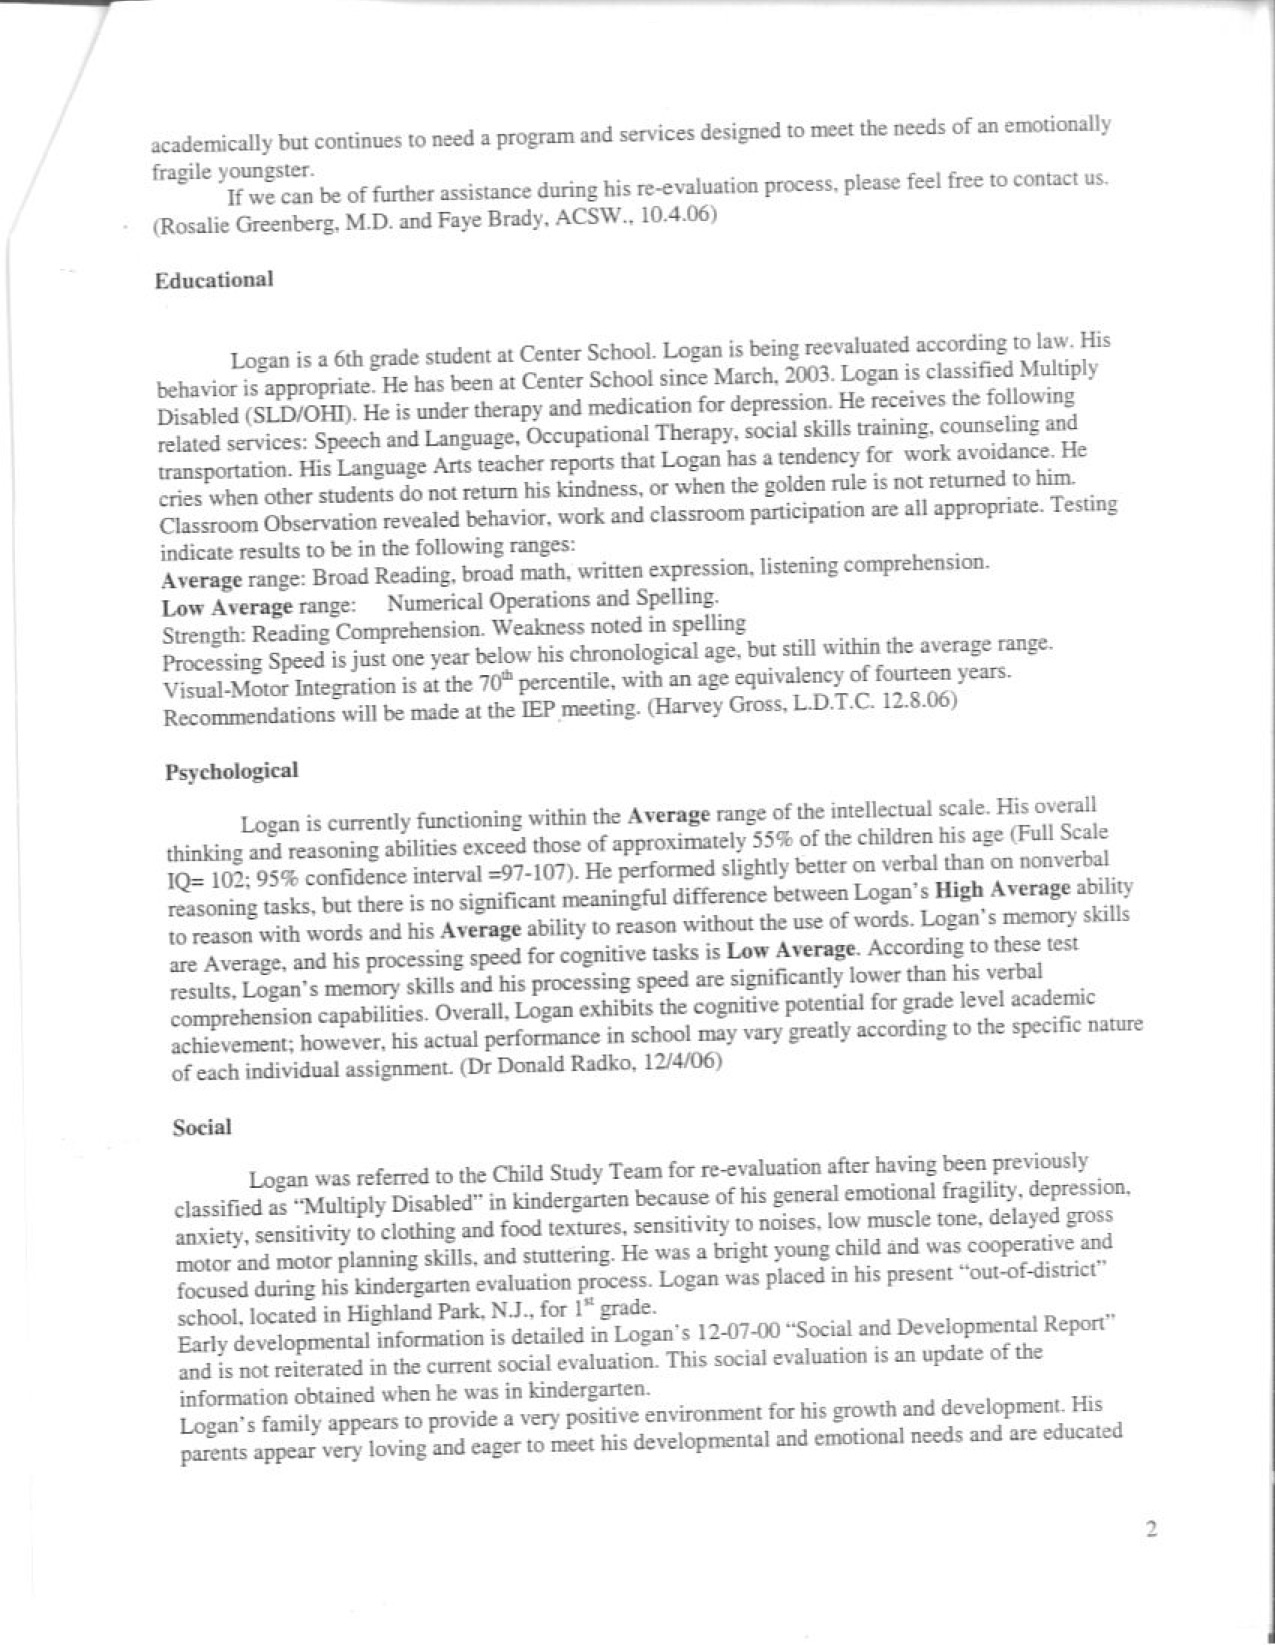 academically but continues to need a program and services designed to meet the needs of an emotionally
fragile youngster.
If we can be of further assistance during his re-evaluation process, please feel free to contact us.
(Rosalie Greenberg, M.D. and Faye Brady, ACSW., 10.4.06)
Educational
Logan is a 6th grade student at Center School. Logan is being reevaluated according to law. His
behavior is appropriate. He has been at Center School since March, 2003. Logan is classified Multiply
Disabled (SLD/OHI). He is under therapy and medication for depression. He receives the following
related services: Speech and Language, Occupational Therapy, social skills training, counseling and
transportation. His Language Arts teacher reports that Logan has a tendency for work avoidance. He
cries when other students do not return his kindness, or when the golden rule is not returned to him.
Classroom Observation revealed behavior, work and classroom participation are all appropriate. Testing
indicate results to be in the following ranges:
Average range: Broad Reading, broad math, written expression, listening comprehension.
Low Average range: Numerical Operations and Spelling.
Strength: Reading Comprehension. Weakness noted in spelling
Processing Speed is just one year below his chronological age, but still within the average range.
Visual-Motor Integration is at the 70th percentile, with an age equivalency of fourteen years.
Recommendations will be made at the IEP meeting. (Harvey Gross, L.D.T.C. 12.8.06)
Psychological
Logan is currently functioning within the Average range of the intellectual scale. His overall
thinking and reasoning abilities exceed those of approximately 55% of the children his age (Full Scale
IQ= 102; 95% confidence interval =97-107). He performed slightly better on verbal than on nonverbal
reasoning tasks, but there is no significant meaningful difference between Logan's High Average ability
to reason with words and his Average ability to reason without the use of words. Logan's memory skills
are Average, and his processing speed for cognitive tasks is Low Average. According to these test
results, Logan's memory skills and his processing speed are significantly lower than his verbal
comprehension capabilities. Overall, Logan exhibits the cognitive potential for grade level academic
achievement; however, his actual performance in school may vary greatly according to the specific nature
of each individual assignment. (Dr Donald Radko, 12/4/06)
Social
Logan was referred to the Child Study Team for re-evaluation after having been previously
classified as "Multiply Disabled" in kindergarten because of his general emotional fragility, depression,
anxiety, sensitivity to clothing and food textures, sensitivity to noises, low muscle tone, delayed gross
motor and motor planning skills, and stuttering. He was a bright young child and was cooperative and
focused during his kindergarten evaluation process. Logan was placed in his present "out-of-district"
school, located in Highland Park, N.J., for 1st grade.
Early developmental information is detailed in Logan's 12-07-00 "Social and Developmental Report"
and is not reiterated in the current social evaluation. This social evaluation is an update of the
information obtained when he was in kindergarten.
Logan's family appears to provide a very positive environment for his growth and development. His
parents appear very loving and eager to meet his developmental and emotional needs and are educated
2